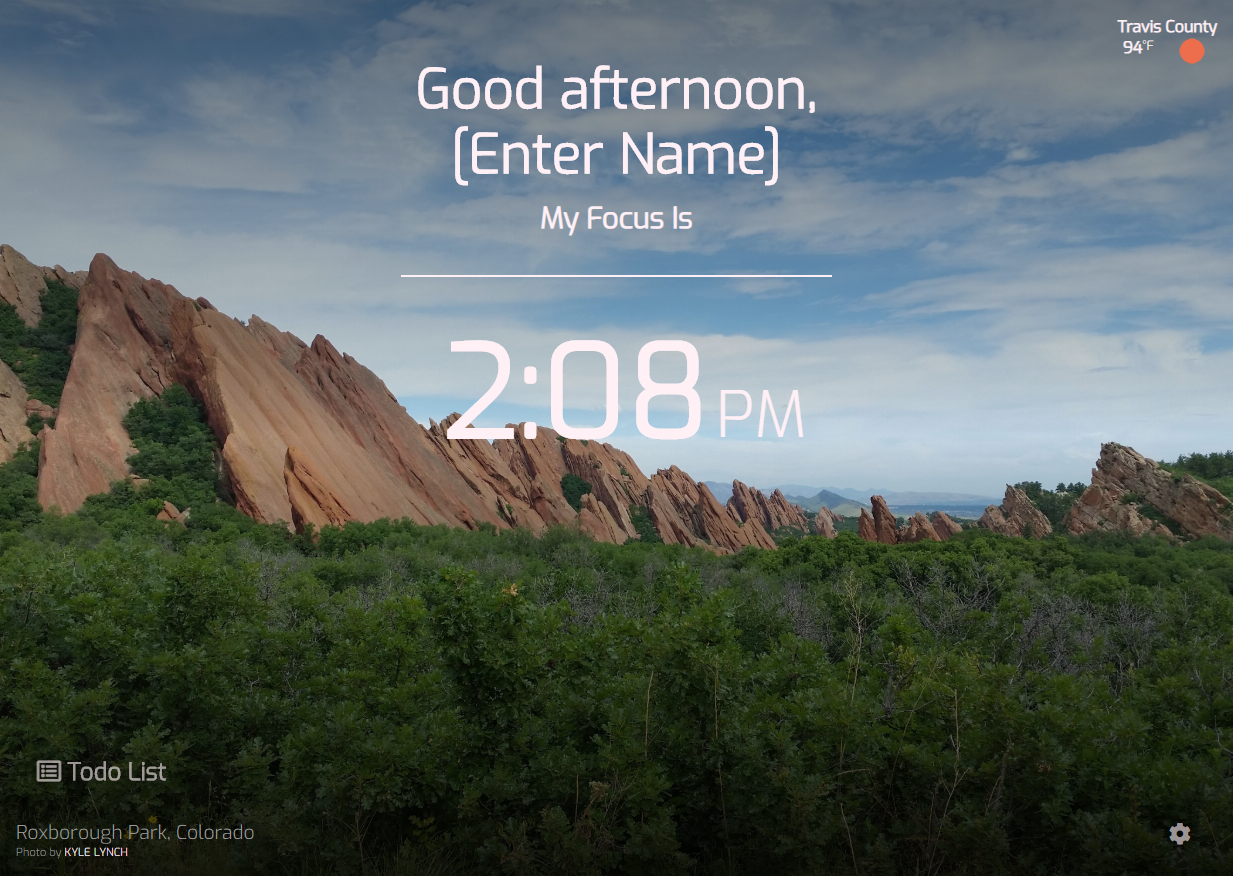 Travis County
94°F
Good afternoon,
[Enter Name]
My Focus Is
2:08 PM
Todo List
Roxborough Park, Colorado
Photo by KYLE LYNCH